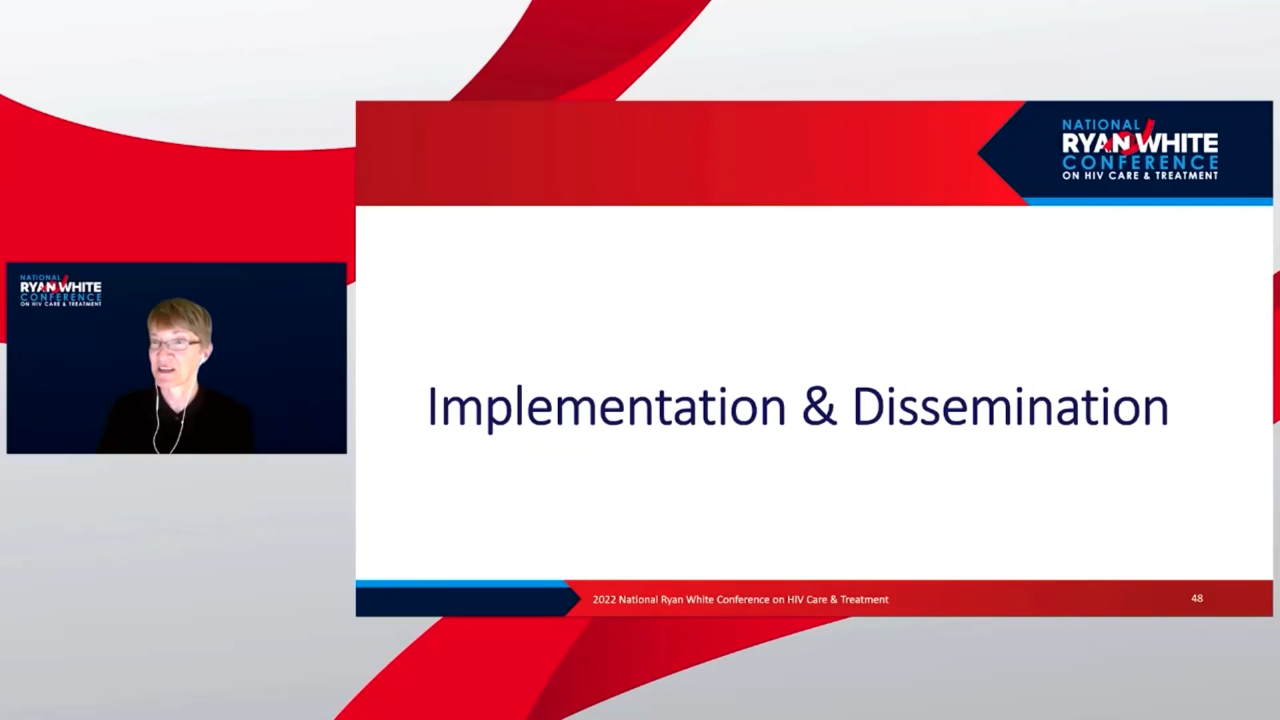 NATIONAL
RYAN WHITE
CONFERENCE
ON HIV CARE & TREATMENT
NATIONAL
RYAN WHITE
CONFERENCE
ON HIV CARE & TREATMENT
Implementation & Dissemination
2022 National Ryan White Conference on HIV Care & Treatment
48